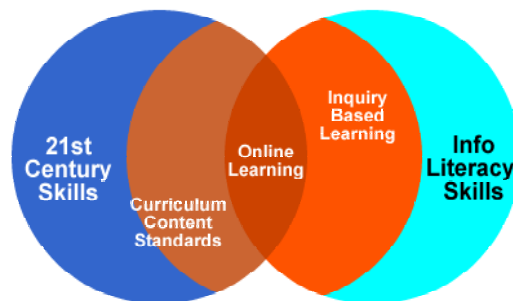 21st
Century
Skills
Curriculum
Content
Standards
Online
Learning
Inquiry
Based
Learning
Info
Literacy
Skills